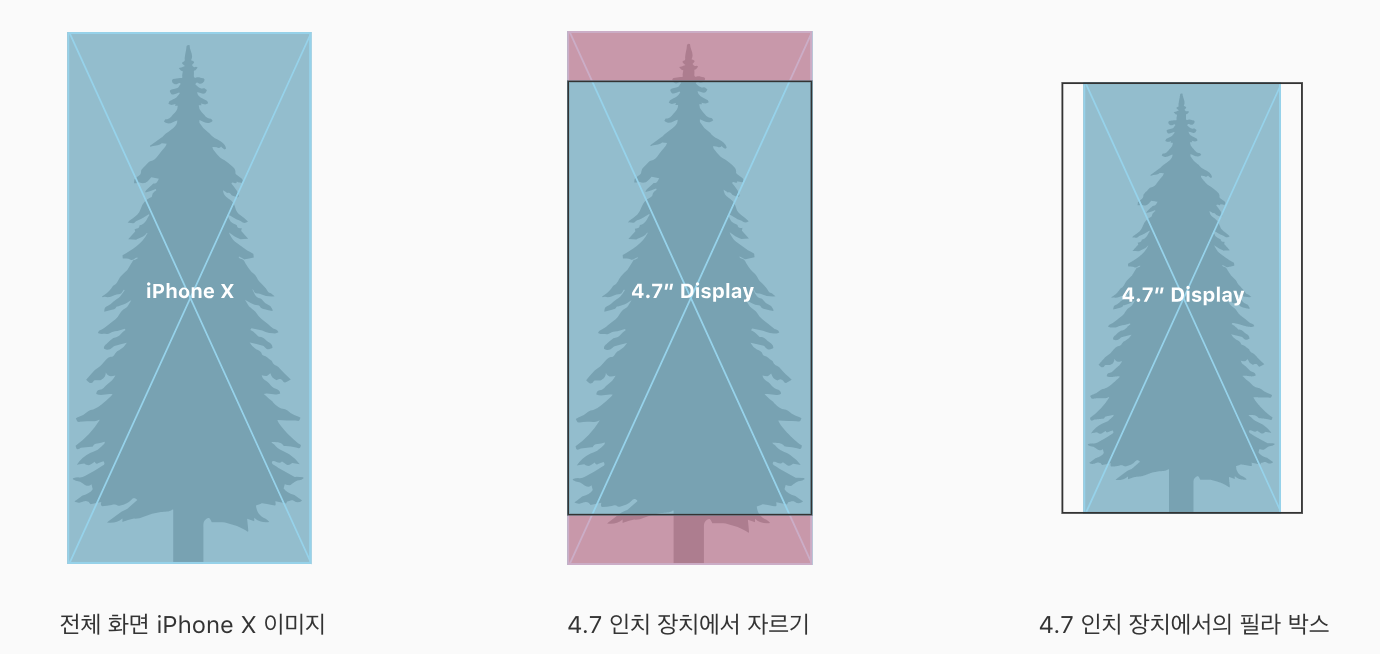 iPhone X
4.7″ Display
4.7″ Display
전체 화면 iPhone X 이미지
4.7 인치 장치에서 자르기
4.7 인치 장치에서의 필라 박스